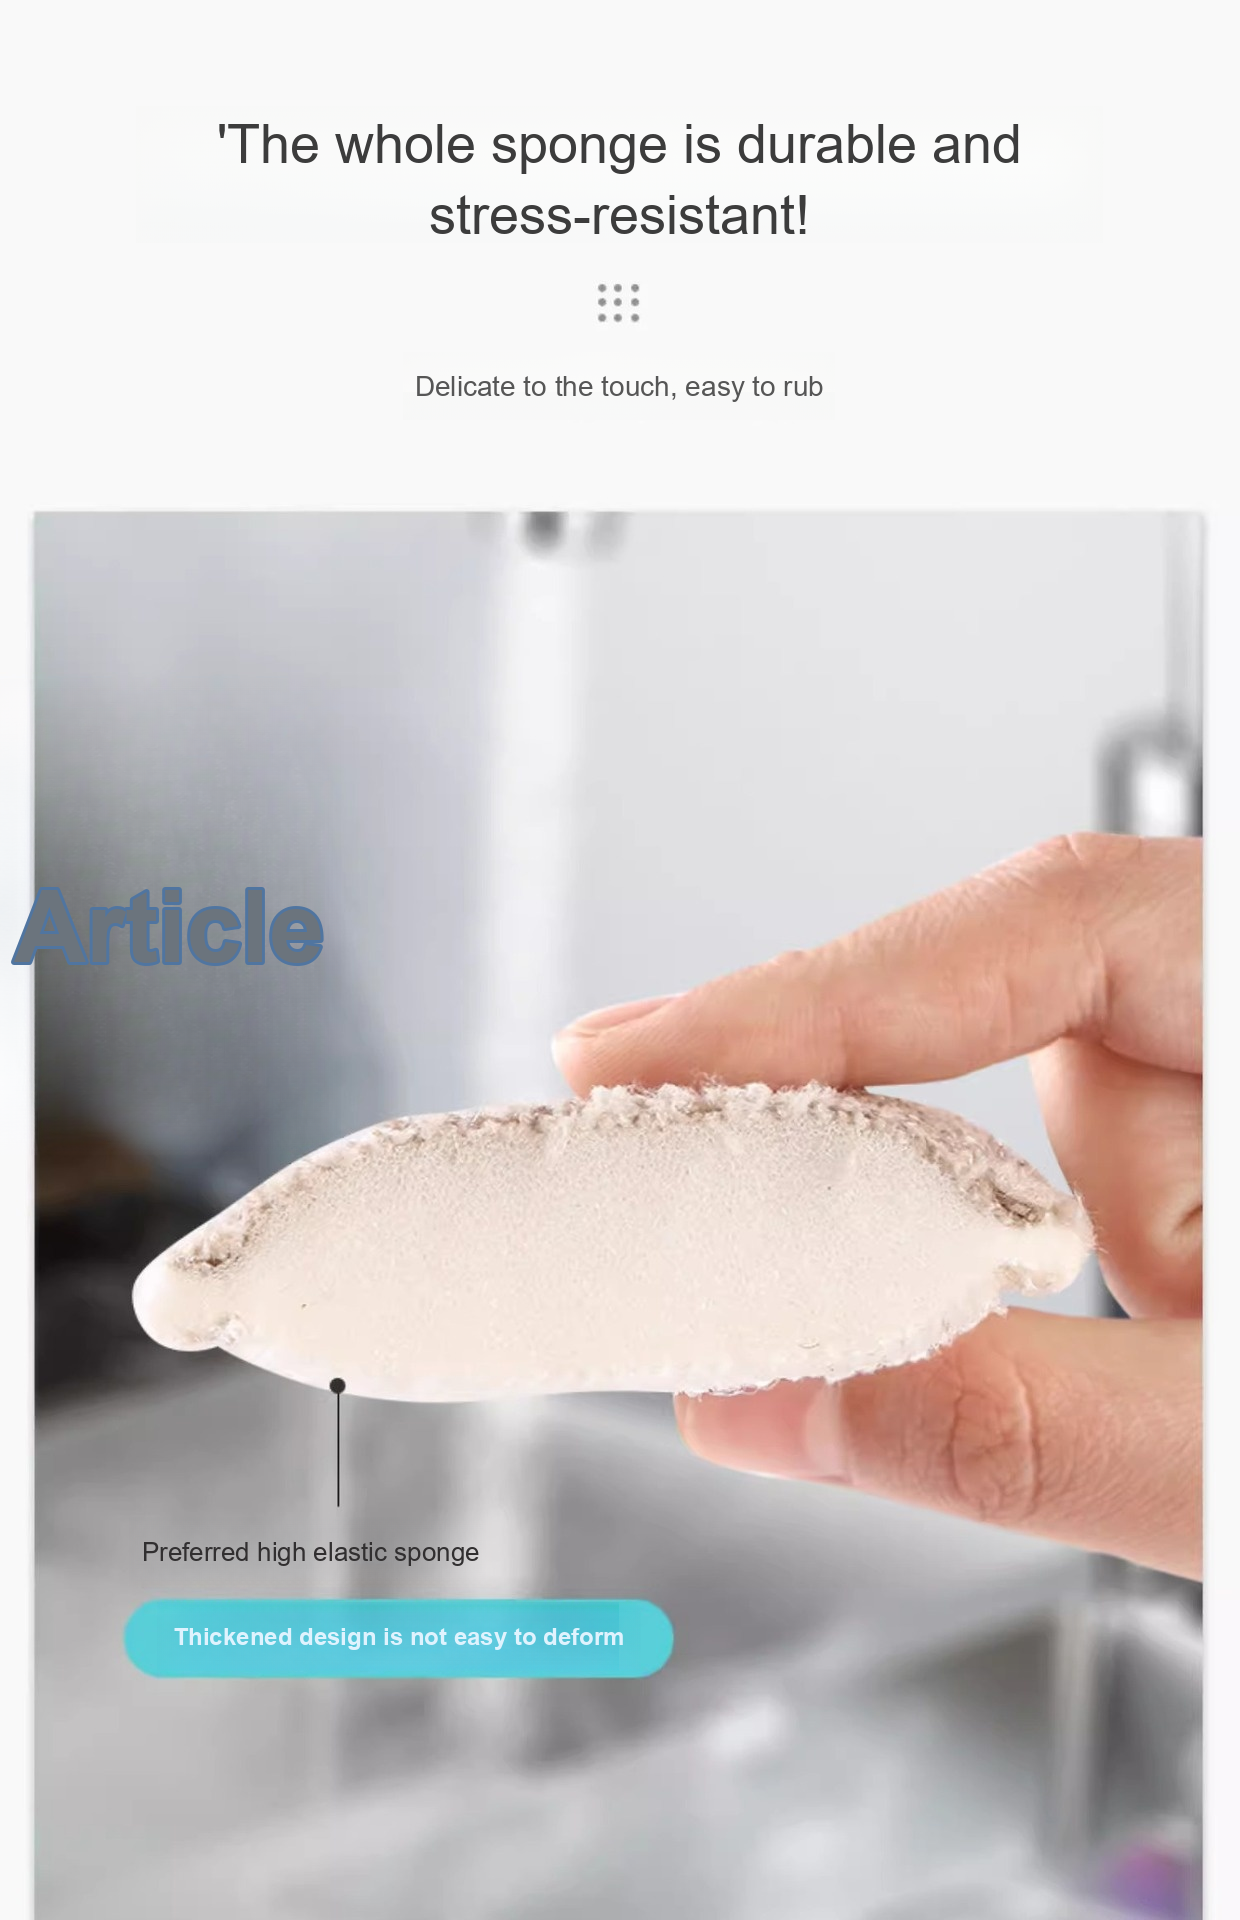 'The whole sponge is durable and
stress-resistant!
Delicate to the touch, easy to rub
Article
Preferred high elastic sponge
Thickened design is not easy to deform